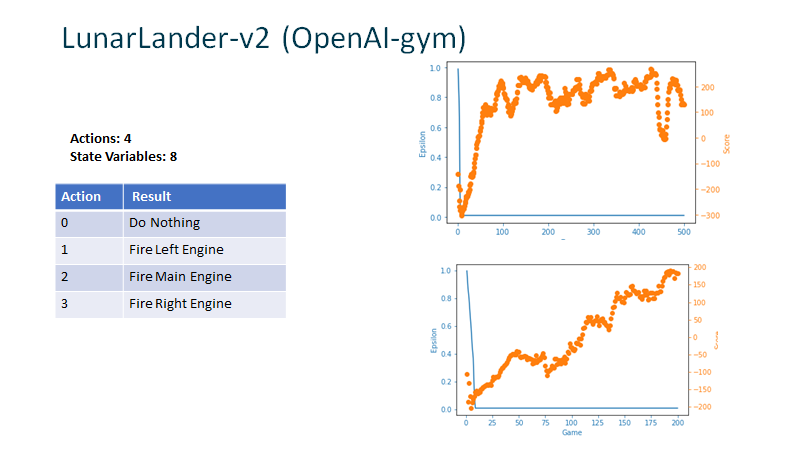 LunarLander-v2 (OpenAI-gym)
Actions: 4
State Variables: 8
Action Result
0 Do Nothing
1 Fire Left Engine
2 Fire Main Engine
3 Fire Right Engine
1.0
0.8
0.6
0.4
0.2
0.0
Epsilon
200
100
0
−100
−200
−300
Score
0 100 200 300 400 500
1.0
0.8
0.6
0.4
0.2
0.0
Epsilon
200
150
100
50
0
−50
−100
−150
−200
0 25 50 75 100 125 150 175 200
Game